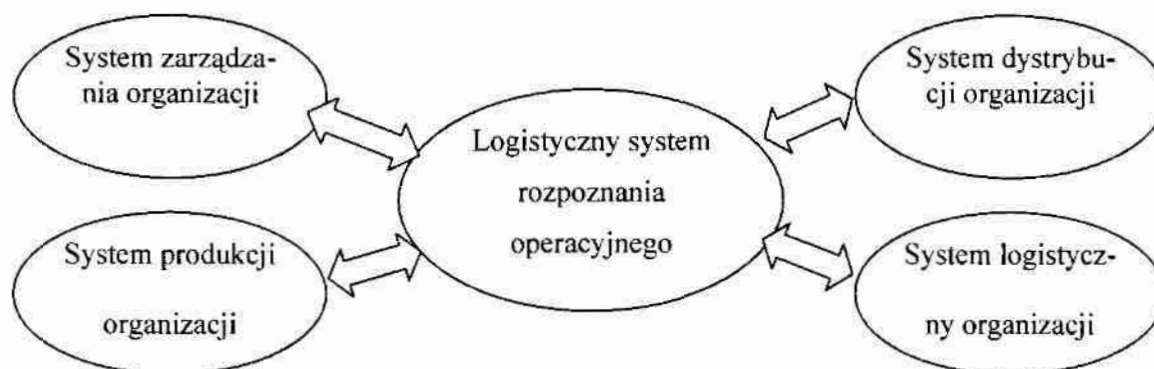 System zarządza-
nia organizacji
System dystrybu-
cji organizacji
Logistyczny system
rozpoznania
operacyjnego
System produkcji
organizacji
System logistycz-
ny organizacji